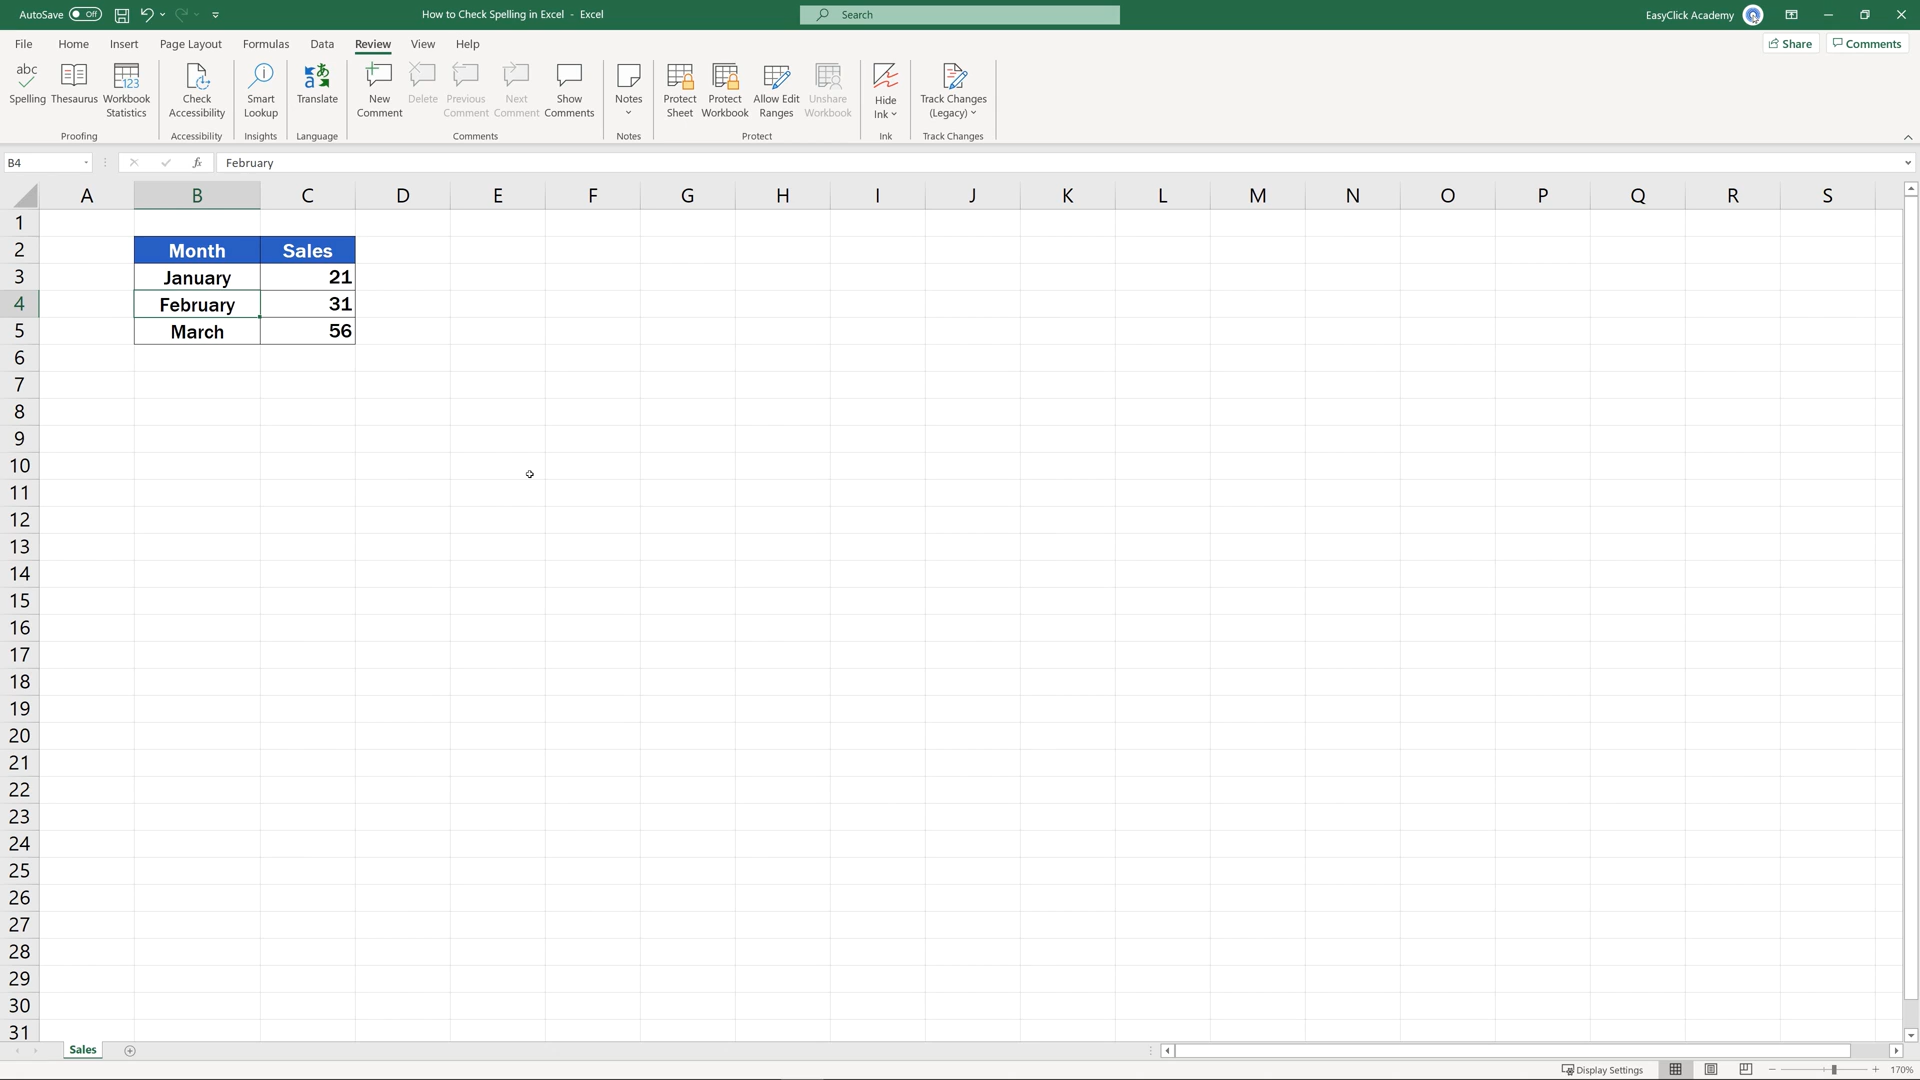 AutoSave Off How to Check Spelling in Excel - Excel Search EasyClick Academy
File Home Insert Page Layout Formulas Data Review View Help Share Comments
abc
Spelling Thesaurus Workbook Statistics Check Accessibility Smart Lookup Translate New Comment Delete Previous Comment Next Comment Show Comments Notes Protect Sheet Protect Workbook Allow Edit Ranges Unshare Workbook Hide Ink Track Changes (Legacy)
Proofing Accessibility Insights Language Comments Notes Protect Ink Track Changes
B4 fx February
A B C D E F G H I J K L M N O P Q R S
1
2 Month Sales
3 January 21
4 February 31
5 March 56
6
7
8
9
10
11
12
13
14
15
16
17
18
19
20
21
22
23
24
25
26
27
28
29
30
31
Sales
Display Settings 170%